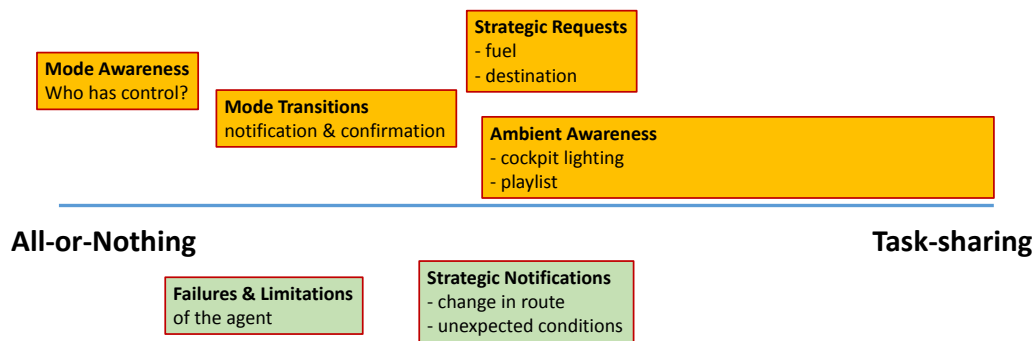 Strategic Requests
- fuel
- destination
Mode Awareness
Who has control?
Mode Transitions
notification & confirmation
Ambient Awareness
- cockpit lighting
- playlist
All-or-Nothing
Task-sharing
Failures & Limitations
of the agent
Strategic Notifications
- change in route
- unexpected conditions